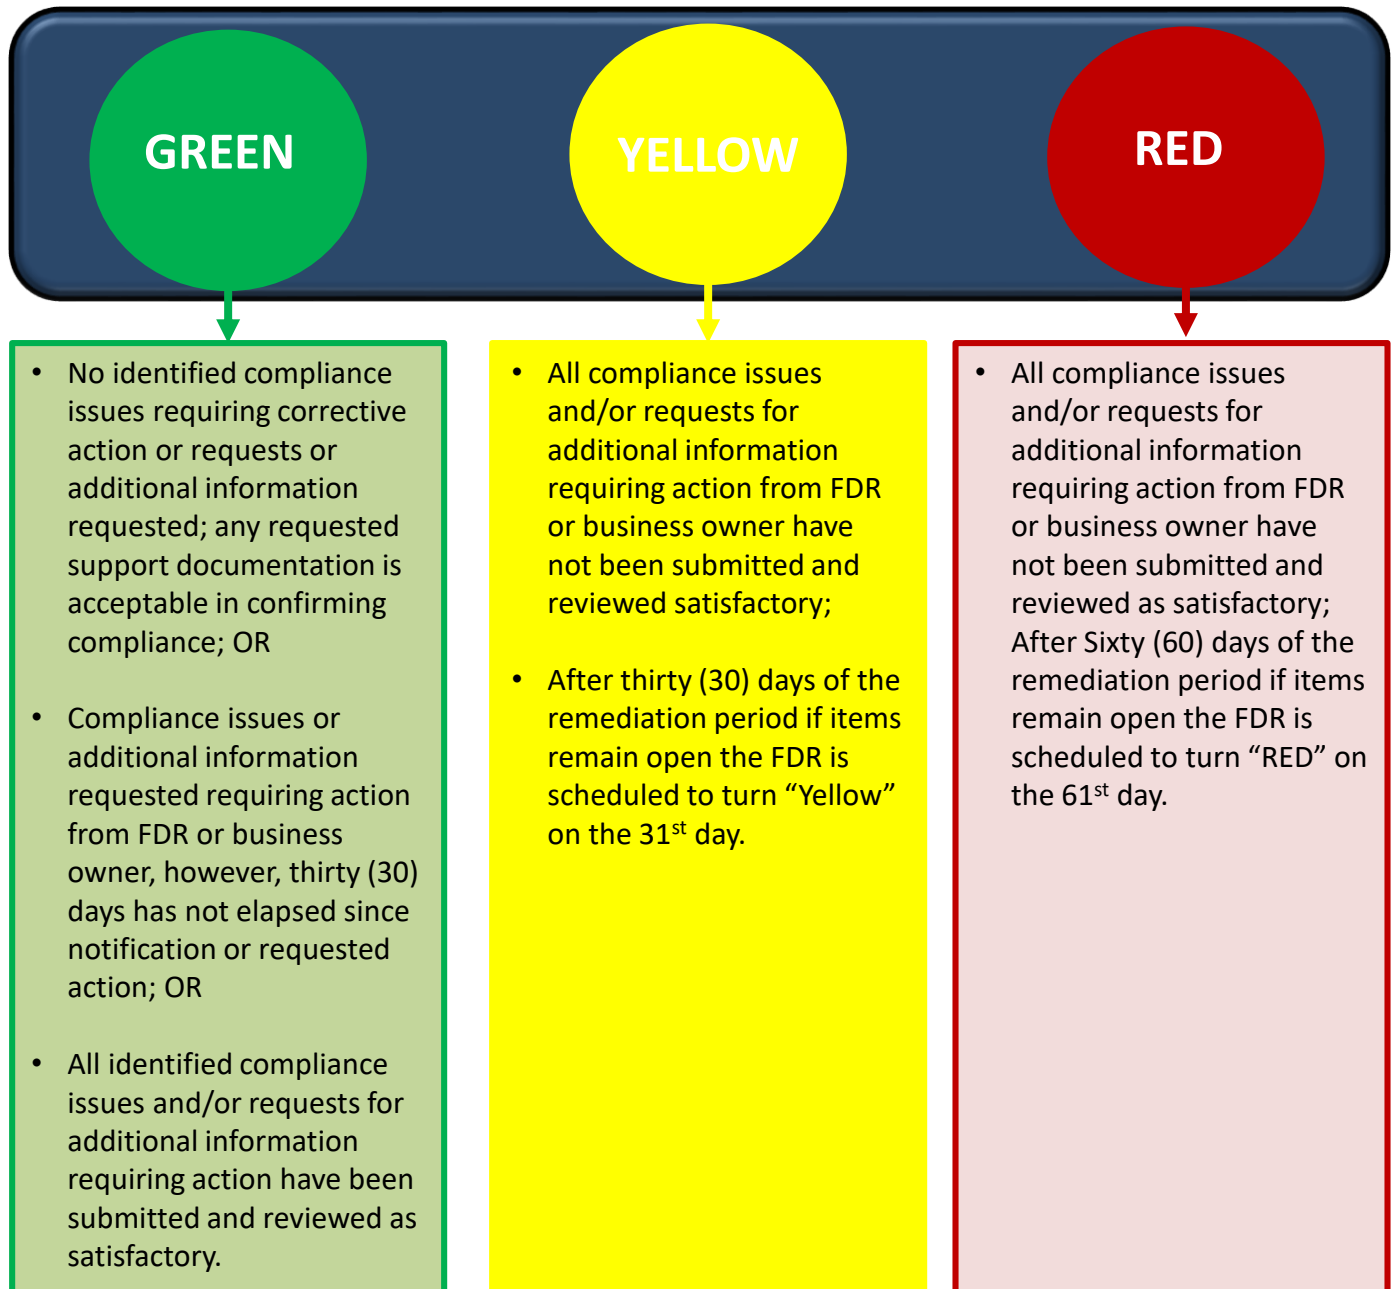 GREEN
YELLOW
RED
• No identified compliance
issues requiring corrective
action or requests or
additional information
requested; any requested
support documentation is
acceptable in confirming
compliance; OR
• Compliance issues or
additional information
requested requiring action
from FDR or business
owner, however, thirty (30)
days has not elapsed since
notification or requested
action; OR
• All identified compliance
issues and/or requests for
additional information
requiring action have been
submitted and reviewed as
satisfactory.
• All compliance issues
and/or requests for
additional information
requiring action from FDR
or business owner have
not been submitted and
reviewed satisfactory;
• After thirty (30) days of the
remediation period if items
remain open the FDR is
scheduled to turn “Yellow”
on the 31st day.
• All compliance issues
and/or requests for
additional information
requiring action from FDR
or business owner have
not been submitted and
reviewed as satisfactory;
After Sixty (60) days of the
remediation period if items
remain open the FDR is
scheduled to turn “RED” on
the 61st day.